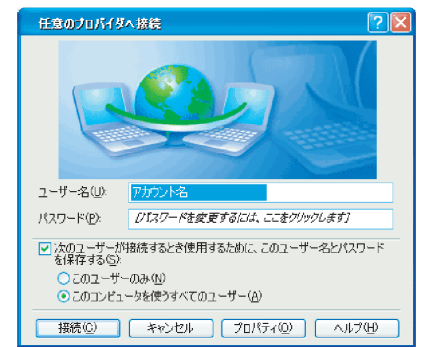 任意のプロバイダへ接続
ユーザー名(U):
アカウント名
パスワード(P):
[パスワードを変更するには、ここをクリックします]
次のユーザーが接続するとき使用するために、このユーザー名とパスワード
を保存する(S):
このユーザーのみ(N)
このコンピュータを使うすべてのユーザー(A)
接続(C)
キャンセル
プロパティ(O)
ヘルプ(H)